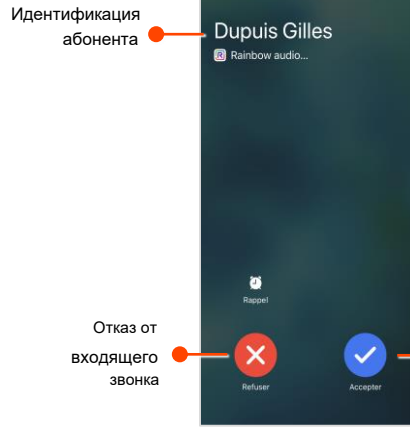 Идентификация
абонента
Dupuis Gilles
Rainbow audio...
Rappel
Отказ от
входящего
звонка
Refuser
Accepter